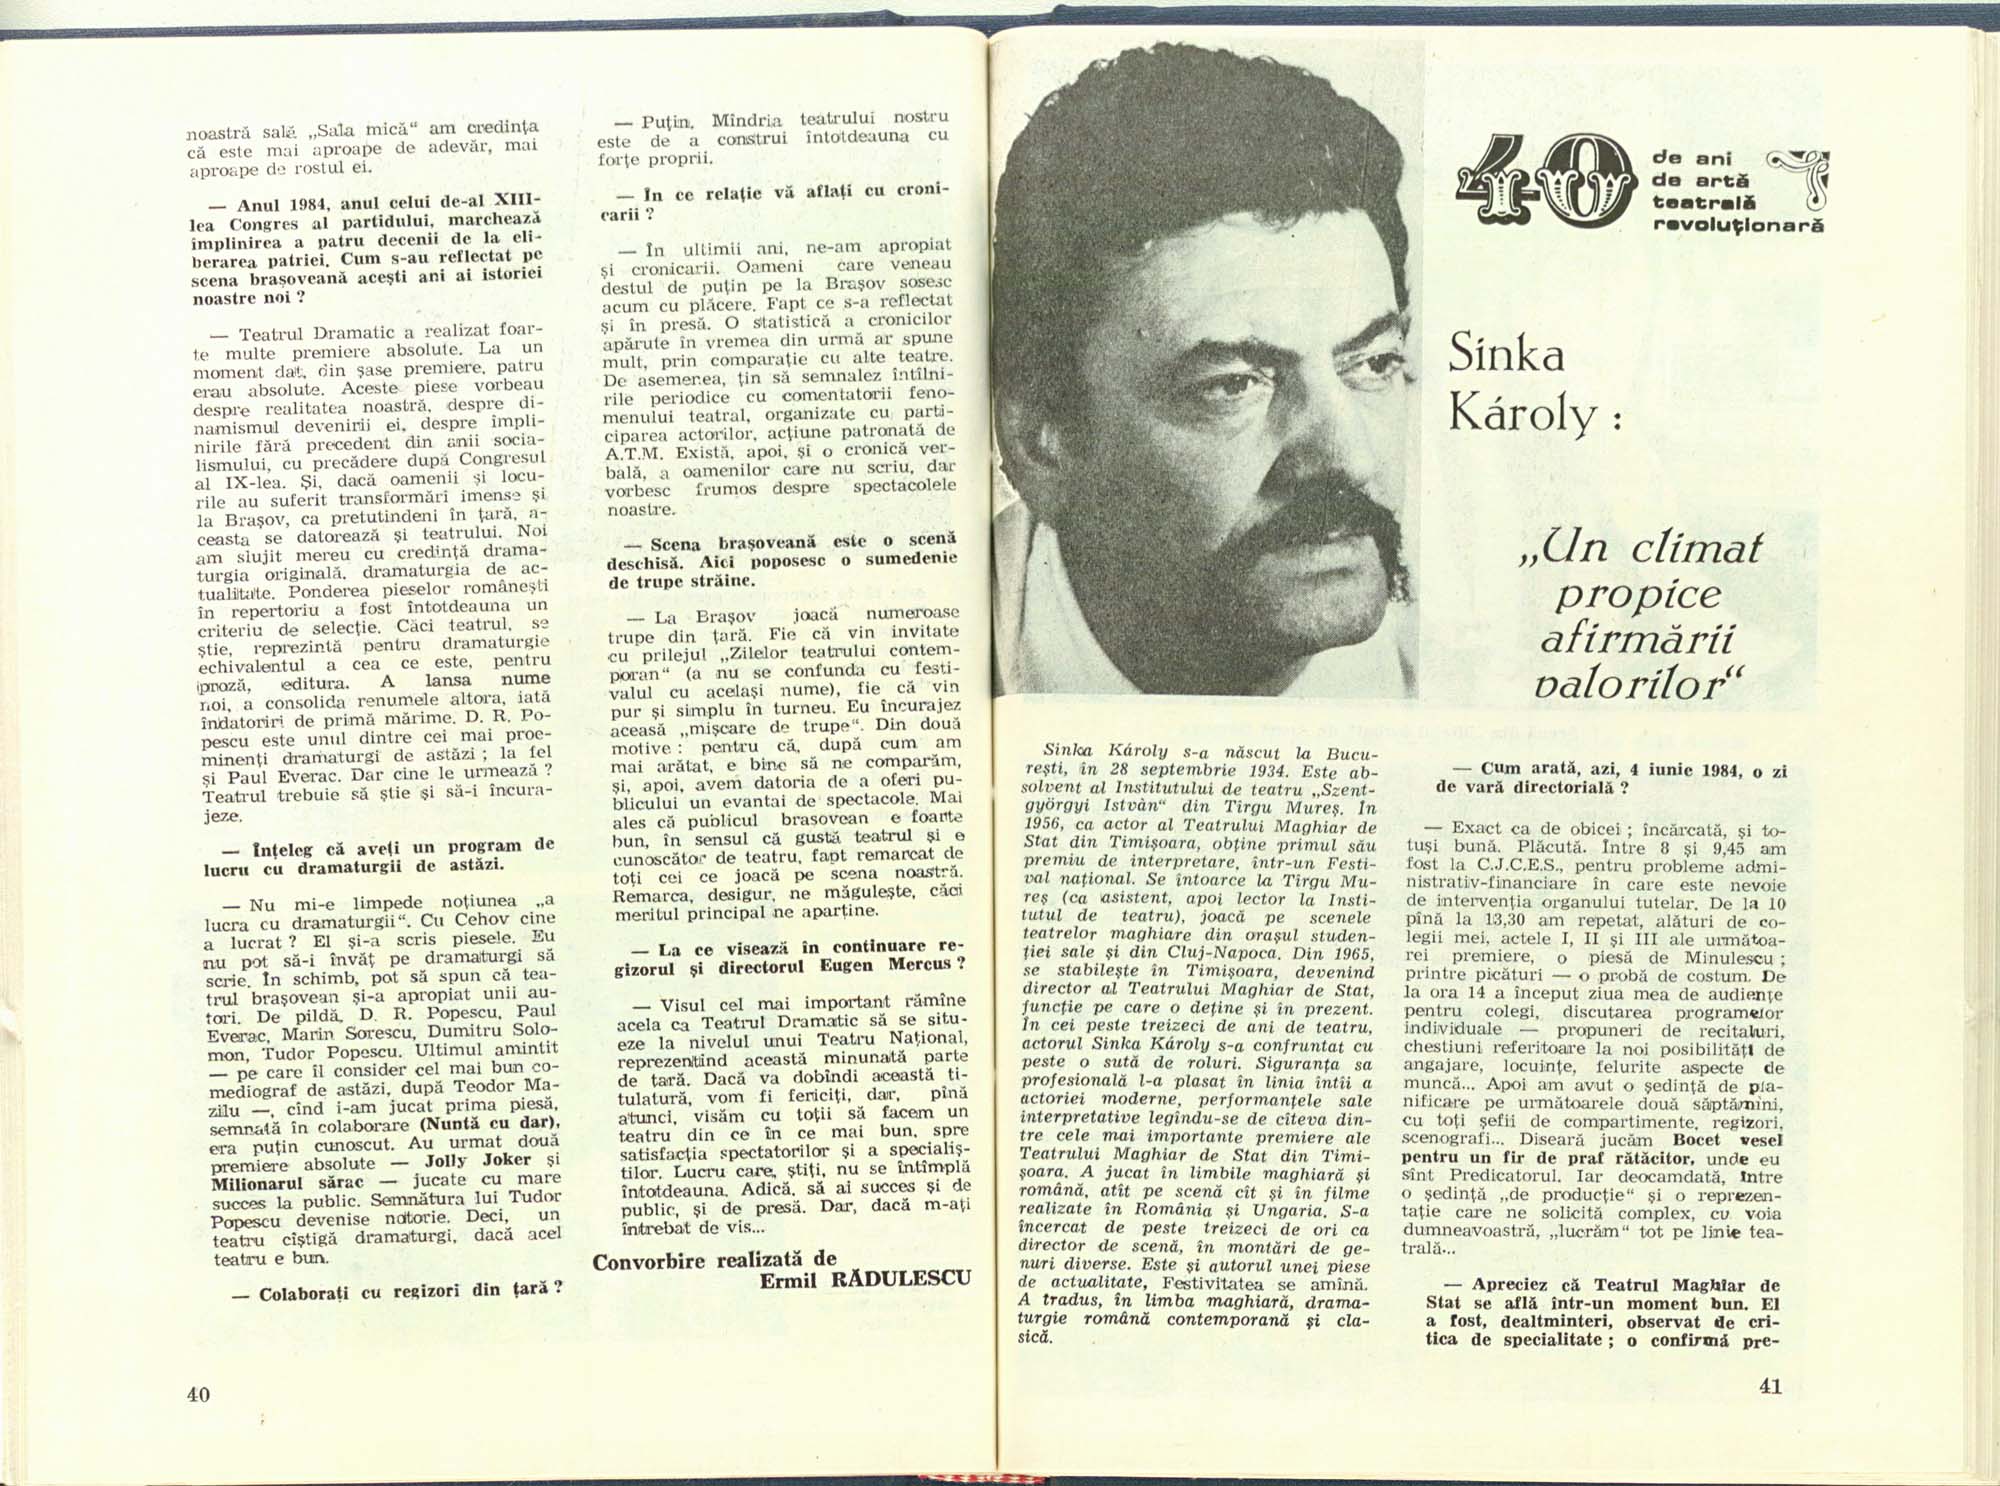 noastră sală „Sala mică“ am credința
că este mai aproape de adevăr, mai
aproape de rostul ei.
— Anul 1984, anul celui de-al XIII-
lea Congres al partidului, marchează
împlinirea a patru decenii de la eli-
berarea patriei. Cum s-au reflectat pe
scena brașoveană acești ani ai istoriei
noastre noi ?
— Teatrul Dramatic a realizat foar-
te multe premiere absolute. La un
moment dat, din șase premiere, patru
erau absolute. Aceste piese vorbeau
despre realitatea noastră, despre di-
namismul devenirii ei, despre împli-
nirile fără precedent din anii socia-
lismului, cu precădere după Congresul
al IX-lea. Și, dacă oamenii și locu-
rile au suferit transformări imense și
la Brașov, ca pretutindeni în țară, a-
ceasta se datorează și teatrului. Noi
am slujit mereu cu credință drama-
turgia originală, dramaturgia de ac-
tualitate. Ponderea pieselor românești
în repertoriu a fost întotdeauna un
criteriu de selecție. Căci teatrul, se
știe, reprezintă pentru dramaturgie
echivalentul a cea ce este, pentru
proză, editura. A lansa nume
noi, a consolida renumele altora, iată
îndatoriri de primă mărime. D. R. Po-
pescu este unul dintre cei mai proe-
minenți dramaturgi de astăzi ; la fel
și Paul Everac. Dar cine le urmează ?
Teatrul trebuie să știe și să-i încura-
jeze.
— Înțeleg că aveți un program de
lucru cu dramaturgii de astăzi.
— Nu mi-e limpede noțiunea „a
lucra cu dramaturgii“. Cu Cehov cine
a lucrat ? El și-a scris piesele. Eu
nu pot să-i învăț pe dramaturgi să
scrie. În schimb, pot să spun că tea-
trul brașovean și-a apropiat unii au-
tori. De pildă, D. R. Popescu, Paul
Everac, Marin Sorescu, Dumitru Solo-
mon, Tudor Popescu. Ultimul amintit
— pe care îl consider cel mai bun co-
mediograf de astăzi, după Teodor Ma-
zilu —, cînd i-am jucat prima piesă,
semnată în colaborare (Nuntă cu dar),
era puțin cunoscut. Au urmat două
premiere absolute — Jolly Joker și
Milionarul sărac — jucate cu mare
succes la public. Semnătura lui Tudor
Popescu devenise notorie. Deci, un
teatru cîștigă dramaturgi, dacă acel
teatru e bun.
— Colaborați cu regizori din țară ?
— Puțin. Mîndria teatrului nostru
este de a construi întotdeauna cu
forțe proprii.
— În ce relație vă aflați cu croni-
carii ?
— În ultimii ani, ne-am apropiat
și cronicarii. Oameni care veneau
destul de puțin pe la Brașov sosesc
acum cu plăcere. Fapt ce s-a reflectat
și în presă. O statistică a cronicilor
apărute în vremea din urmă ar spune
mult, prin comparație cu alte teatre.
De asemenea, țin să semnalez întîlni-
rile periodice cu comentatorii feno-
menului teatral, organizate cu parti-
ciparea actorilor, acțiune patronată de
A.T.M. Există, apoi, și o cronică ver-
bală, a oamenilor care nu scriu, dar
vorbesc frumos despre spectacolele
noastre.
— Scena brașoveană este o scenă
deschisă. Aici poposesc o sumedenie
de trupe străine.
— La Brașov joacă numeroase
trupe din țară. Fie că vin invitate
cu prilejul „Zilelor teatrului contem-
poran“ (a nu se confunda cu festi-
valul cu același nume), fie că vin
pur și simplu în turneu. Eu încurajez
aceasă „mișcare de trupe“. Din două
motive : pentru că, după cum am
mai arătat, e bine să ne comparăm,
și, apoi, avem datoria de a oferi pu-
blicului un evantai de spectacole. Mai
ales că publicul brașovean e foarte
bun, în sensul că gustă teatrul și e
cunoscător de teatru, fapt remarcat de
toți cei ce joacă pe scena noastră.
Remarca, desigur, ne măgulește, căci
meritul principal ne aparține.
— La ce visează în continuare re-
gizorul și directorul Eugen Mercus ?
— Visul cel mai important rămîne
acela ca Teatrul Dramatic să se situ-
eze la nivelul unui Teatru Național,
reprezentînd această minunată parte
de tară. Dacă va dobîndi această ti-
tulatură, vom fi fericiți, dar, pînă
atunci, visăm cu toții să facem un
teatru din ce în ce mai bun, spre
satisfacția spectatorilor și a specialiș-
tilor. Lucru care, știți, nu se întîmplă
întotdeauna. Adică, să ai succes și de
public, și de presă. Dar, dacă m-ați
întrebat de vis...
Convorbire realizată de
Ermil RĂDULESCU
40
40 de ani
de artă
teatrală
revoluționară
Sinka
Károly :
„Un climat
propice
afirmării
valorilor“
Sinka Károly s-a născut la Bucu-
rești, în 28 septembrie 1934. Este ab-
solvent al Institutului de teatru „Szent-
györgyi Istvàn“ din Tîrgu Mureș. În
1956, ca actor al Teatrului Maghiar de
Stat din Timișoara, obține primul său
premiu de interpretare, într-un Festi-
val național. Se întoarce la Tîrgu Mu-
reș (ca asistent, apoi lector la Insti-
tutul de teatru), joacă pe scenele
teatrelor maghiare din orașul studen-
ției sale și din Cluj-Napoca. Din 1965,
se stabilește în Timișoara, devenind
director al Teatrului Maghiar de Stat,
funcție pe care o deține și în prezent.
În cei peste treizeci de ani de teatru,
actorul Sinka Károly s-a confruntat cu
peste o sută de roluri. Siguranța sa
profesională l-a plasat în linia întîi a
actoriei moderne, performanțele sale
interpretative legîndu-se de cîteva din-
tre cele mai importante premiere ale
Teatrului Maghiar de Stat din Timi-
șoara. A jucat în limbile maghiară și
română, atît pe scenă cît și în filme
realizate în România și Ungaria. S-a
încercat de peste treizeci de ori ca
director de scenă, în montări de ge-
nuri diverse. Este și autorul unei piese
de actualitate, Festivitatea se amînă.
A tradus, în limba maghiară, drama-
turgie română contemporană și cla-
sică.
— Cum arată, azi, 4 iunie 1984, o zi
de vară directorială ?
— Exact ca de obicei ; încărcată, și to-
tuși bună. Plăcută. Între 8 și 9,45 am
fost la C.J.C.E.S., pentru probleme admi-
nistrativ-financiare în care este nevoie
de intervenția organului tutelar. De la 10
pînă la 13,30 am repetat, alături de co-
legii mei, actele I, II și III ale următoa-
rei premiere, o piesă de Minulescu ;
printre picături — o probă de costum. De
la ora 14 a început ziua mea de audiențe
pentru colegi, discutarea programelor
individuale — propuneri de recitaluri,
chestiuni referitoare la noi posibilități de
angajare, locuințe, felurite aspecte de
muncă... Apoi am avut o ședință de pla-
nificare pe următoarele două săptămîni,
cu toți șefii de compartimente, regizori,
scenografi... Diseară jucăm Bocet vesel
pentru un fir de praf rătăcitor, unde eu
sînt Predicatorul. Iar deocamdată, între
o ședință „de producție“ și o reprezen-
tație care ne solicită complex, cu voia
dumneavoastră, „lucrăm“ tot pe linie tea-
trală...
— Apreciez că Teatrul Maghiar de
Stat se află într-un moment bun. El
a fost, dealtminteri, observat de cri-
tica de specialitate ; o confirmă pre-
41